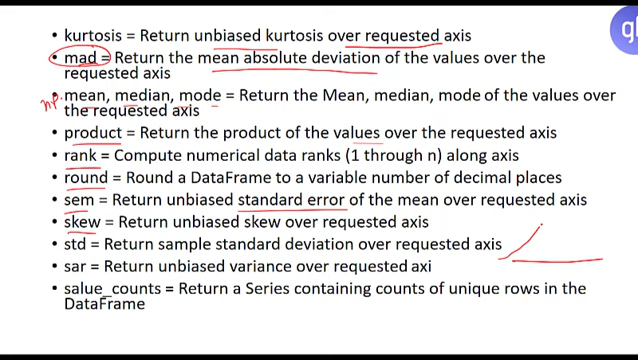 • kurtosis = Return unbiased kurtosis over requested axis
• mad = Return the mean absolute deviation of the values over the
requested axis
np. mean, median, mode = Return the Mean, median, mode of the values over
the requested axis
• product = Return the product of the values over the requested axis
• rank = Compute numerical data ranks (1 through n) along axis
• round = Round a DataFrame to a variable number of decimal places
• sem = Return unbiased standard error of the mean over requested axis
• skew = Return unbiased skew over requested axis
• std = Return sample standard deviation over requested axis
• sar = Return unbiased variance over requested axi
• salue_counts = Return a Series containing counts of unique rows in the
DataFrame